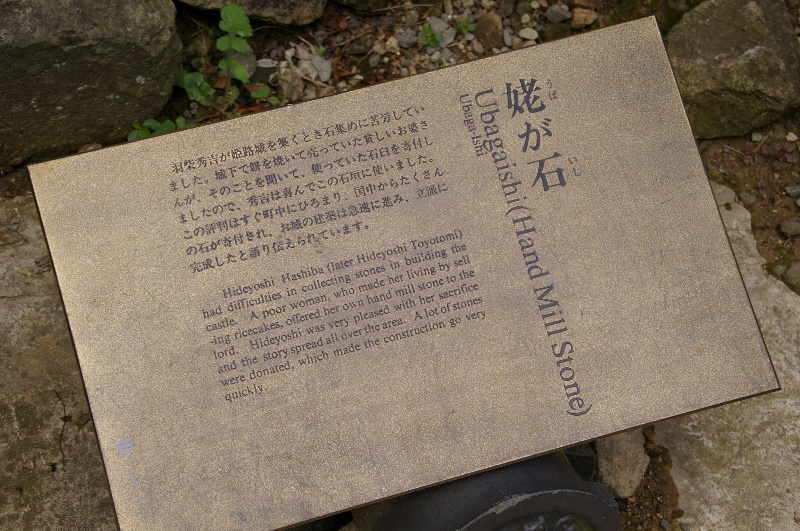 姥が石
うば
いし
Ubagaishi(Hand Mill Stone)
Ubaga-ishi
羽柴秀吉が姫路城を築くとき石集めに苦労してい
ました。城下で餅を焼いて売っていた貧しいお婆さ
んが、そのことを聞いて、使っていた石臼を寄付し
ましたので、秀吉は喜んでこの石垣に使いました。
この評判はすぐ町中にひろまり、国中からたくさん
の石が寄付され、お城の建築は急速に進み、立派に
完成したと語り伝えられています。
Hideyoshi Hashiba (later Hideyoshi Toyotomi)
had difficulties in collecting stones in building the
castle. A poor woman, who made her living by sell
-ing ricecakes, offered her own hand mill stone to the
lord. Hideyoshi was very pleased with her sacrifice
and the story spread all over the area. A lot of stones
were donated, which made the construction go very
quickly.